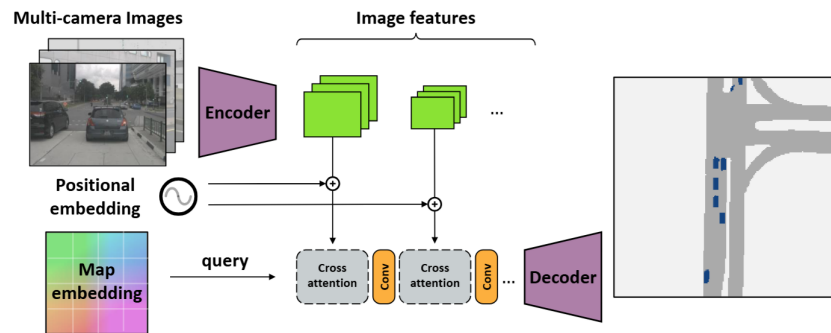 Multi-camera Images
Image features
Encoder
...
Positional
embedding
+
+
Map
embedding
query
Cross
attention
Conv
Cross
attention
Conv
...
Decoder